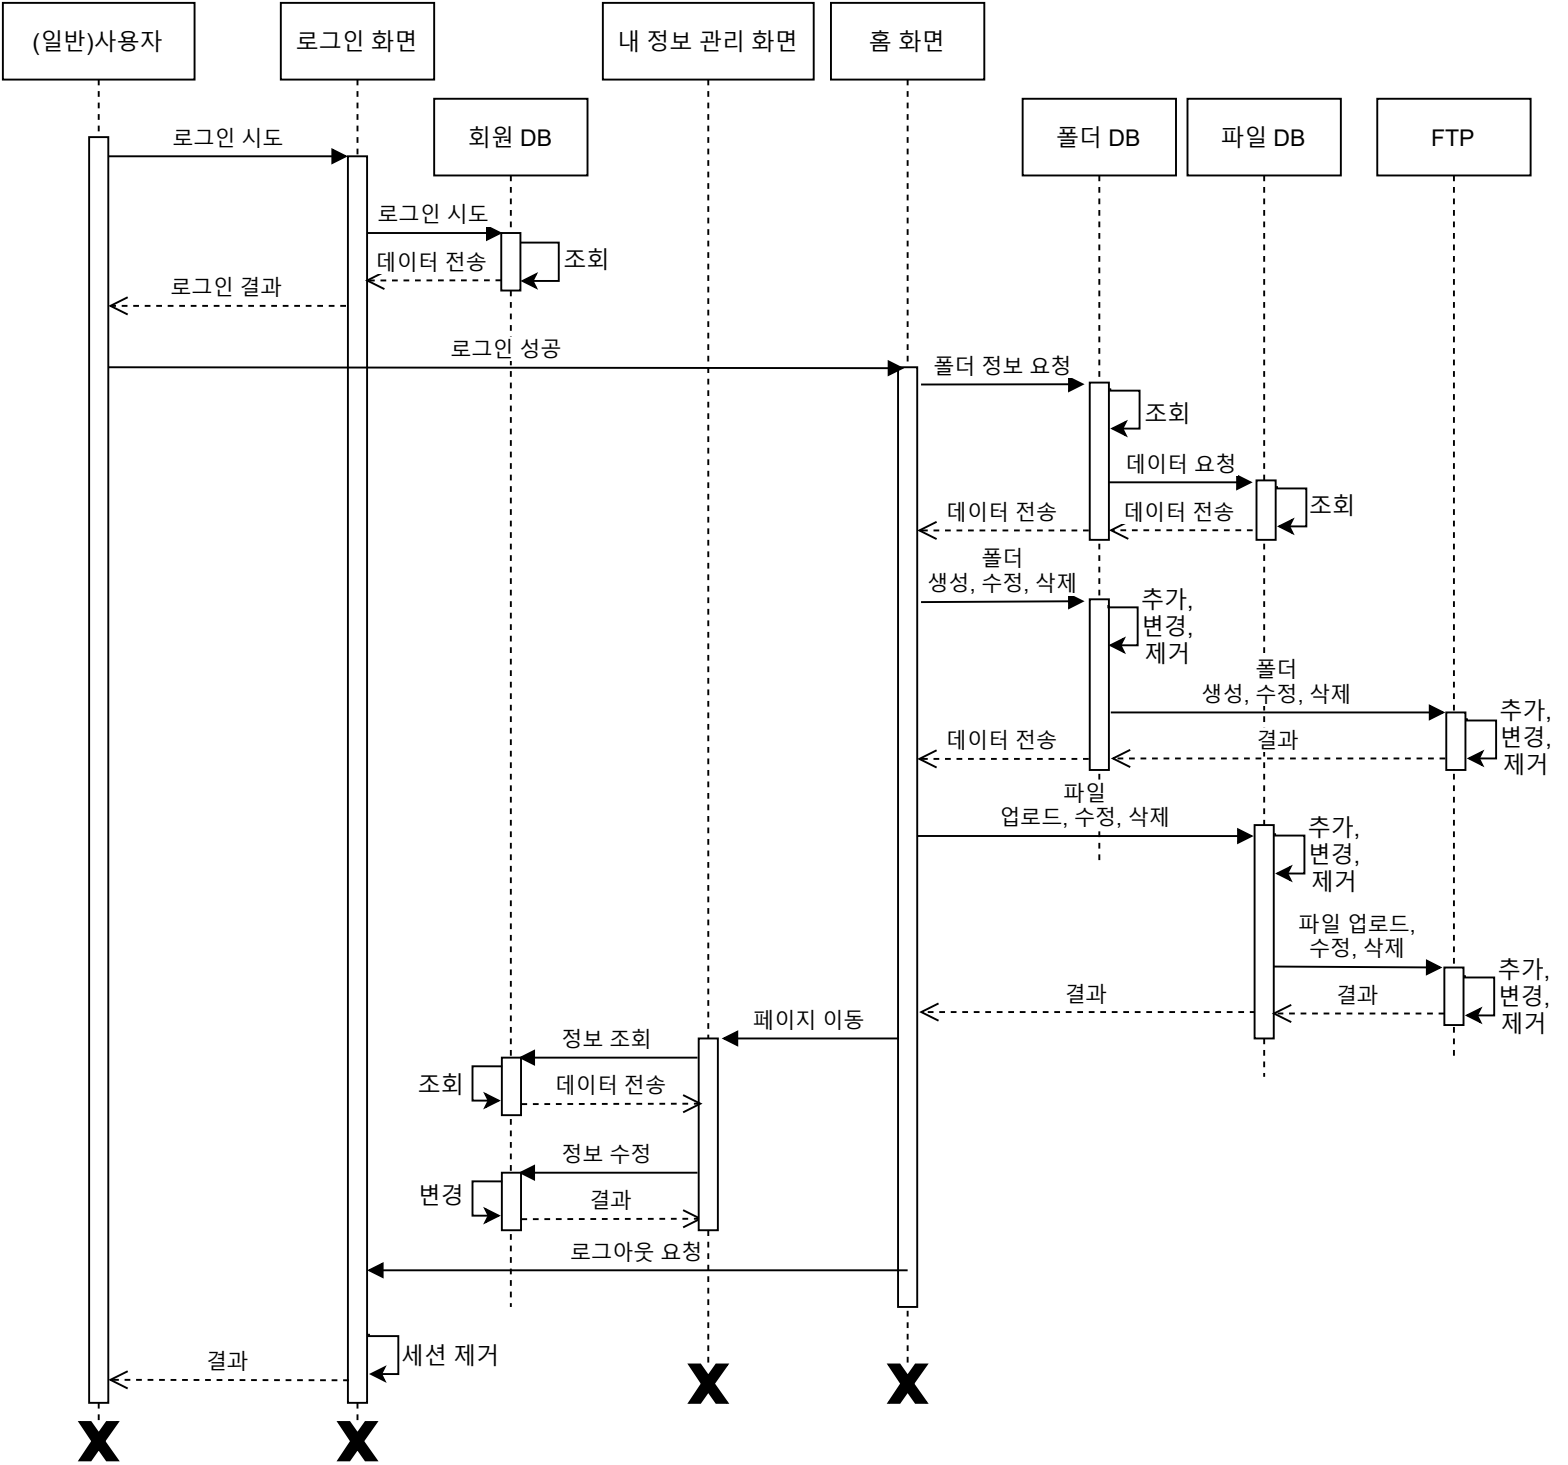 (일반)사용자
로그인 화면
내 정보 관리 화면
홈 화면
회원 DB
폴더 DB
파일 DB
FTP
로그인 시도
로그인 시도
조회
데이터 전송
로그인 결과
로그인 성공
폴더 정보 요청
조회
데이터 요청
조회
데이터 전송
데이터 전송
폴더
생성, 수정, 삭제
추가,
변경,
제거
폴더
생성, 수정, 삭제
추가,
변경,
제거
데이터 전송
결과
파일
업로드, 수정, 삭제
추가,
변경,
제거
파일 업로드,
수정, 삭제
추가,
변경,
제거
결과
결과
페이지 이동
정보 조회
조회
데이터 전송
정보 수정
변경
결과
로그아웃 요청
세션 제거
결과